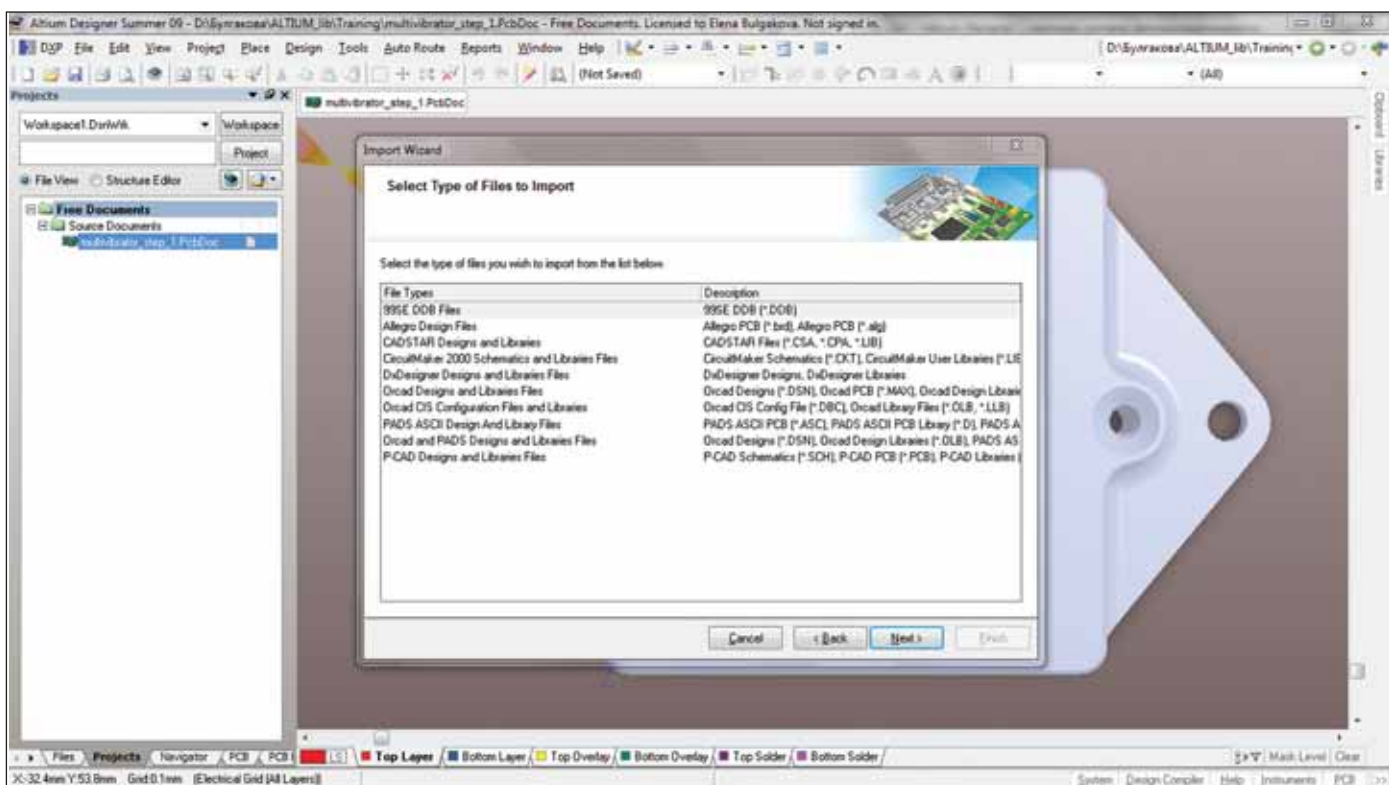 Altium Designer Summer 09 - D:\Булгакова\ALTIUM_lib\Training\multivibrator_step_1.PcbDoc - Free Documents. Licensed to Elena Bulgakova. Not signed in.
DXP File Edit View Project Place Design Tools Auto Route Reports Window Help D:\Булгакова\ALTIUM_lib\Training
(Not Saved) (All)
Projects
multivibrator_step_1.PcbDoc
Workspace1.DsnWrk Workspace
Project
File View Structure Editor
Free Documents
Source Documents
multivibrator_step_1.PcbDoc
Clipboard
Libraries
Import Wizard
Select Type of Files to Import
Select the type of files you wish to import from the list below
File Types Description
99SE DDB Files 99SE DDB (*.DDB)
Allegro Design Files Allegro PCB (*.brd), Allegro PCB (*.alg)
CADSTAR Designs and Libraries CADSTAR Files (*.CSA, *.CPA, *.LIB)
CircuitMaker 2000 Schematics and Libraries Files CircuitMaker Schematics (*.CKT), CircuitMaker User Libraries (*.LIB
DxDesigner Designs and Libraries Files DxDesigner Designs, DxDesigner Libraries
Orcad Designs and Libraries Files Orcad Designs (*.DSN), Orcad PCB (*.MAX), Orcad Design Librarie
Orcad CIS Configuration Files and Libraries Orcad CIS Config File (*.DBC), Orcad Library Files (*.OLB, *.LLB)
PADS ASCII Design And Library Files PADS ASCII PCB (*.ASC), PADS ASCII PCB Library (*.D), PADS A
Orcad and PADS Designs and Libraries Files Orcad Designs (*.DSN), Orcad Design Libraries (*.OLB), PADS AS
P-CAD Designs and Libraries Files P-CAD Schematics (*.SCH), P-CAD PCB (*.PCB), P-CAD Libraries (
Cancel < Back Next > Finish
Files Projects Navigator PCB PCB I LS Top Layer Bottom Layer Top Overlay Bottom Overlay Top Solder Bottom Solder Mask Level Clear
X:-32.4mm Y:53.8mm Grid:0.1mm (Electrical Grid [All Layers]) System Design Compiler Help Instruments PCB >>